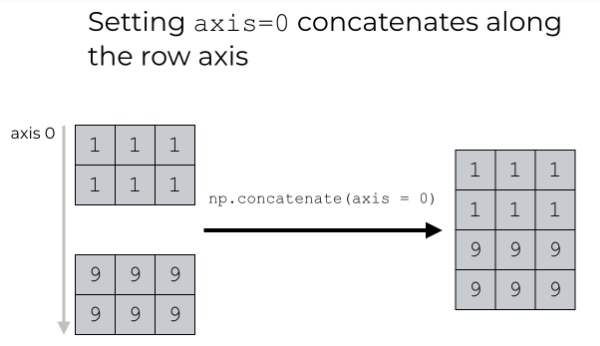 Setting axis=0 concatenates along
the row axis
axis 0
1 1 1
1 1 1
9 9 9
9 9 9
np.concatenate(axis = 0)
1 1 1
1 1 1
9 9 9
9 9 9